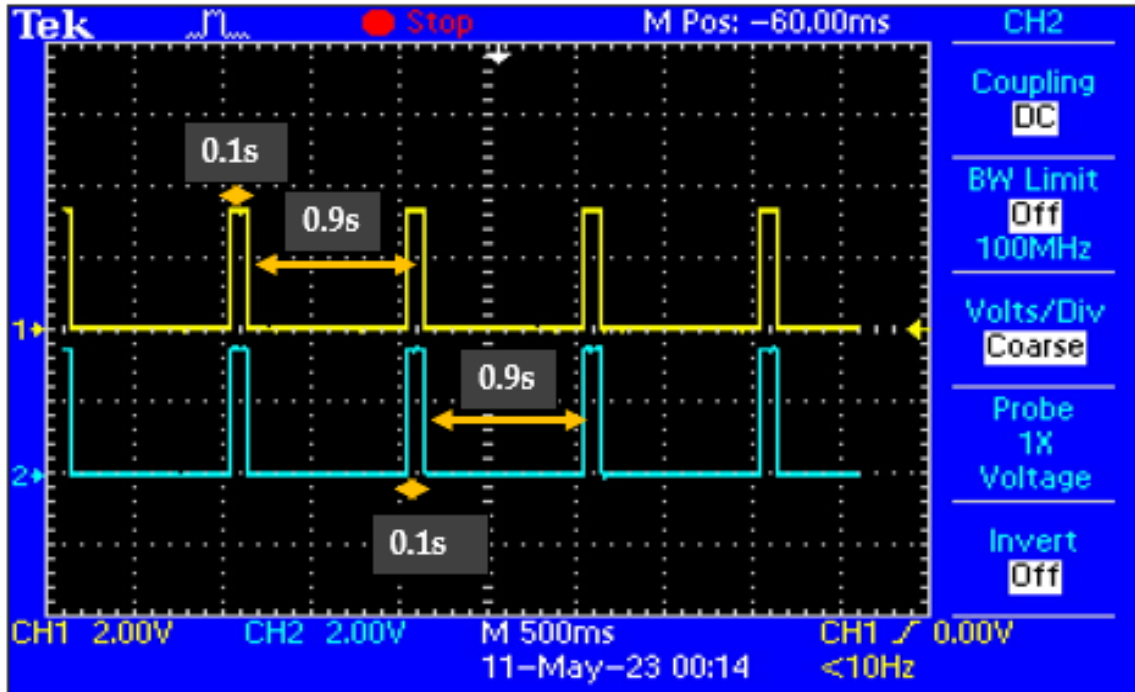 Tek Stop M Pos: -60.00ms CH2
Coupling
DC
BW Limit
Off
100MHz
Volts/Div
Coarse
Probe
1X
Voltage
Invert
Off
0.1s
0.9s
1
0.9s
2
0.1s
CH1 2.00V CH2 2.00V M 500ms CH1 0.00V
11-May-23 00:14 <10Hz